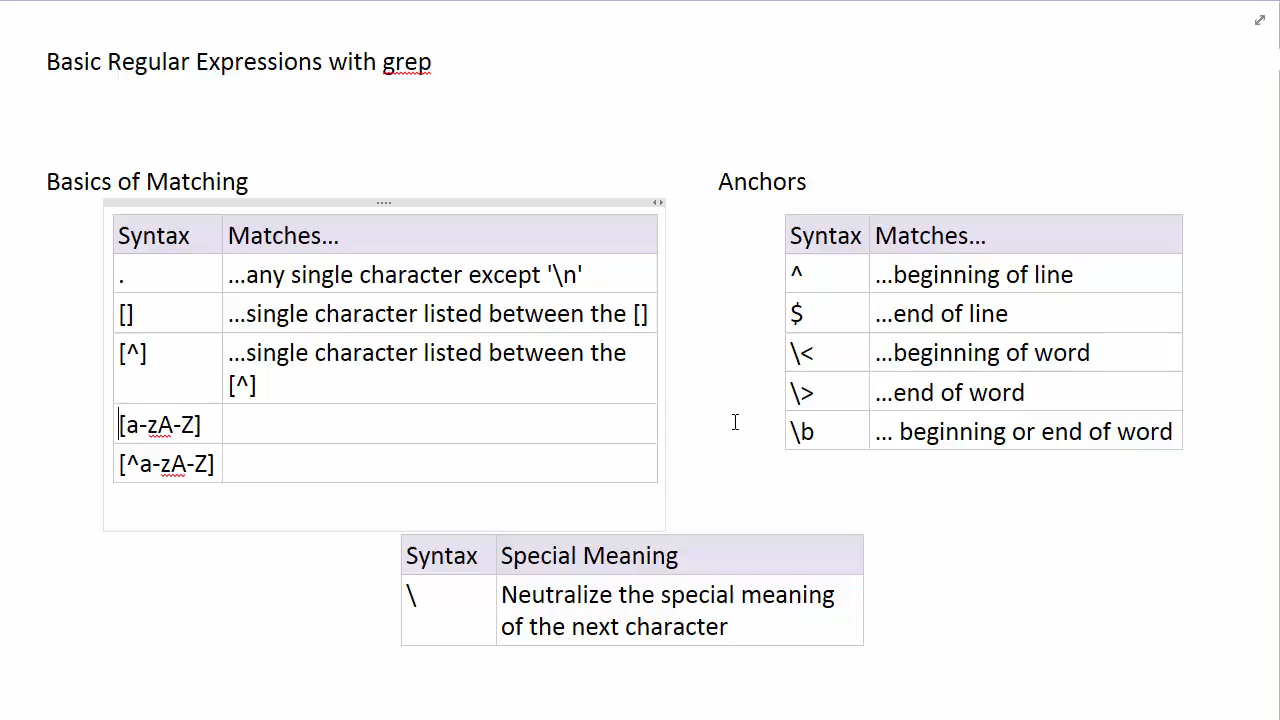 Basic Regular Expressions with grep
Basics of Matching
Syntax Matches...
. ...any single character except '\n'
[] ...single character listed between the []
[^] ...single character listed between the
[^]
[a-zA-Z]
[^a-zA-Z]
Anchors
Syntax Matches...
^ ...beginning of line
$ ...end of line
\< ...beginning of word
\> ...end of word
\b ... beginning or end of word
Syntax Special Meaning
\ Neutralize the special meaning
of the next character